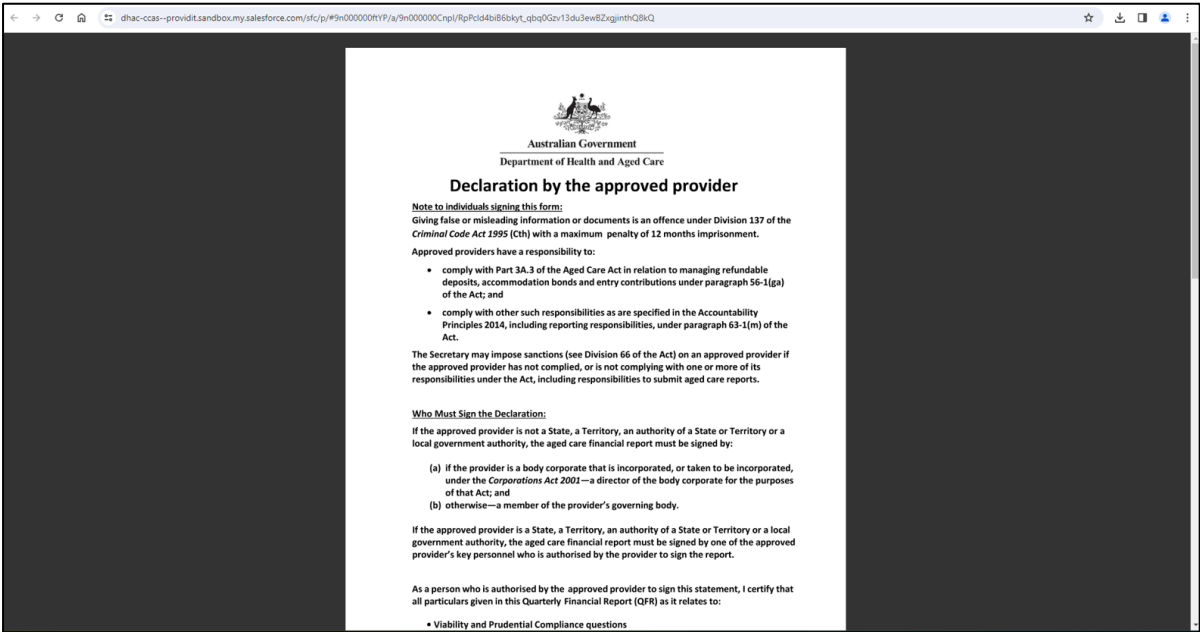 dhac-ccas--providit.sandbox.my.salesforce.com/sfc/p/#9n000000ftYP/a/9n000000Cnpl/RpPcld4biB6bkyt_qbq0Gzv13du3ewBZxgjinthQ8kQ
Australian Government
Department of Health and Aged Care
Declaration by the approved provider
Note to individuals signing this form:
Giving false or misleading information or documents is an offence under Division 137 of the
Criminal Code Act 1995 (Cth) with a maximum penalty of 12 months imprisonment.
Approved providers have a responsibility to:
• comply with Part 3A.3 of the Aged Care Act in relation to managing refundable
deposits, accommodation bonds and entry contributions under paragraph 56-1(ga)
of the Act; and
• comply with other such responsibilities as are specified in the Accountability
Principles 2014, including reporting responsibilities, under paragraph 63-1(m) of the
Act.
The Secretary may impose sanctions (see Division 66 of the Act) on an approved provider if
the approved provider has not complied, or is not complying with one or more of its
responsibilities under the Act, including responsibilities to submit aged care reports.
Who Must Sign the Declaration:
If the approved provider is not a State, a Territory, an authority of a State or Territory or a
local government authority, the aged care financial report must be signed by:
(a) if the provider is a body corporate that is incorporated, or taken to be incorporated,
under the Corporations Act 2001—a director of the body corporate for the purposes
of that Act; and
(b) otherwise—a member of the provider's governing body.
If the approved provider is a State, a Territory, an authority of a State or Territory or a local
government authority, the aged care financial report must be signed by one of the approved
provider's key personnel who is authorised by the provider to sign the report.
As a person who is authorised by the approved provider to sign this statement, I certify that
all particulars given in this Quarterly Financial Report (QFR) as it relates to:
• Viability and Prudential Compliance questions